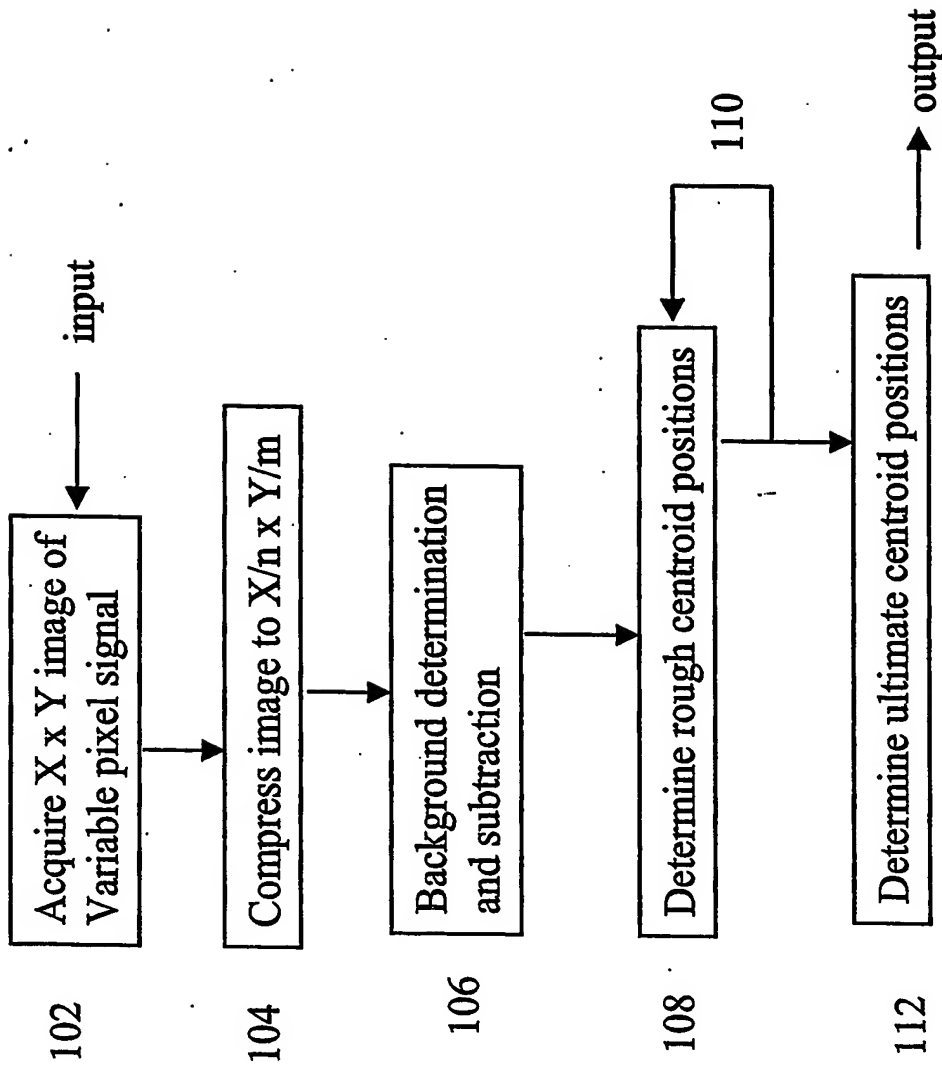 102
Acquire X x Y image of
Variable pixel signal
input
104
Compress image to X/n x Y/m
106
Background determination
and subtraction
108
Determine rough centroid positions
110
112
Determine ultimate centroid positions
output